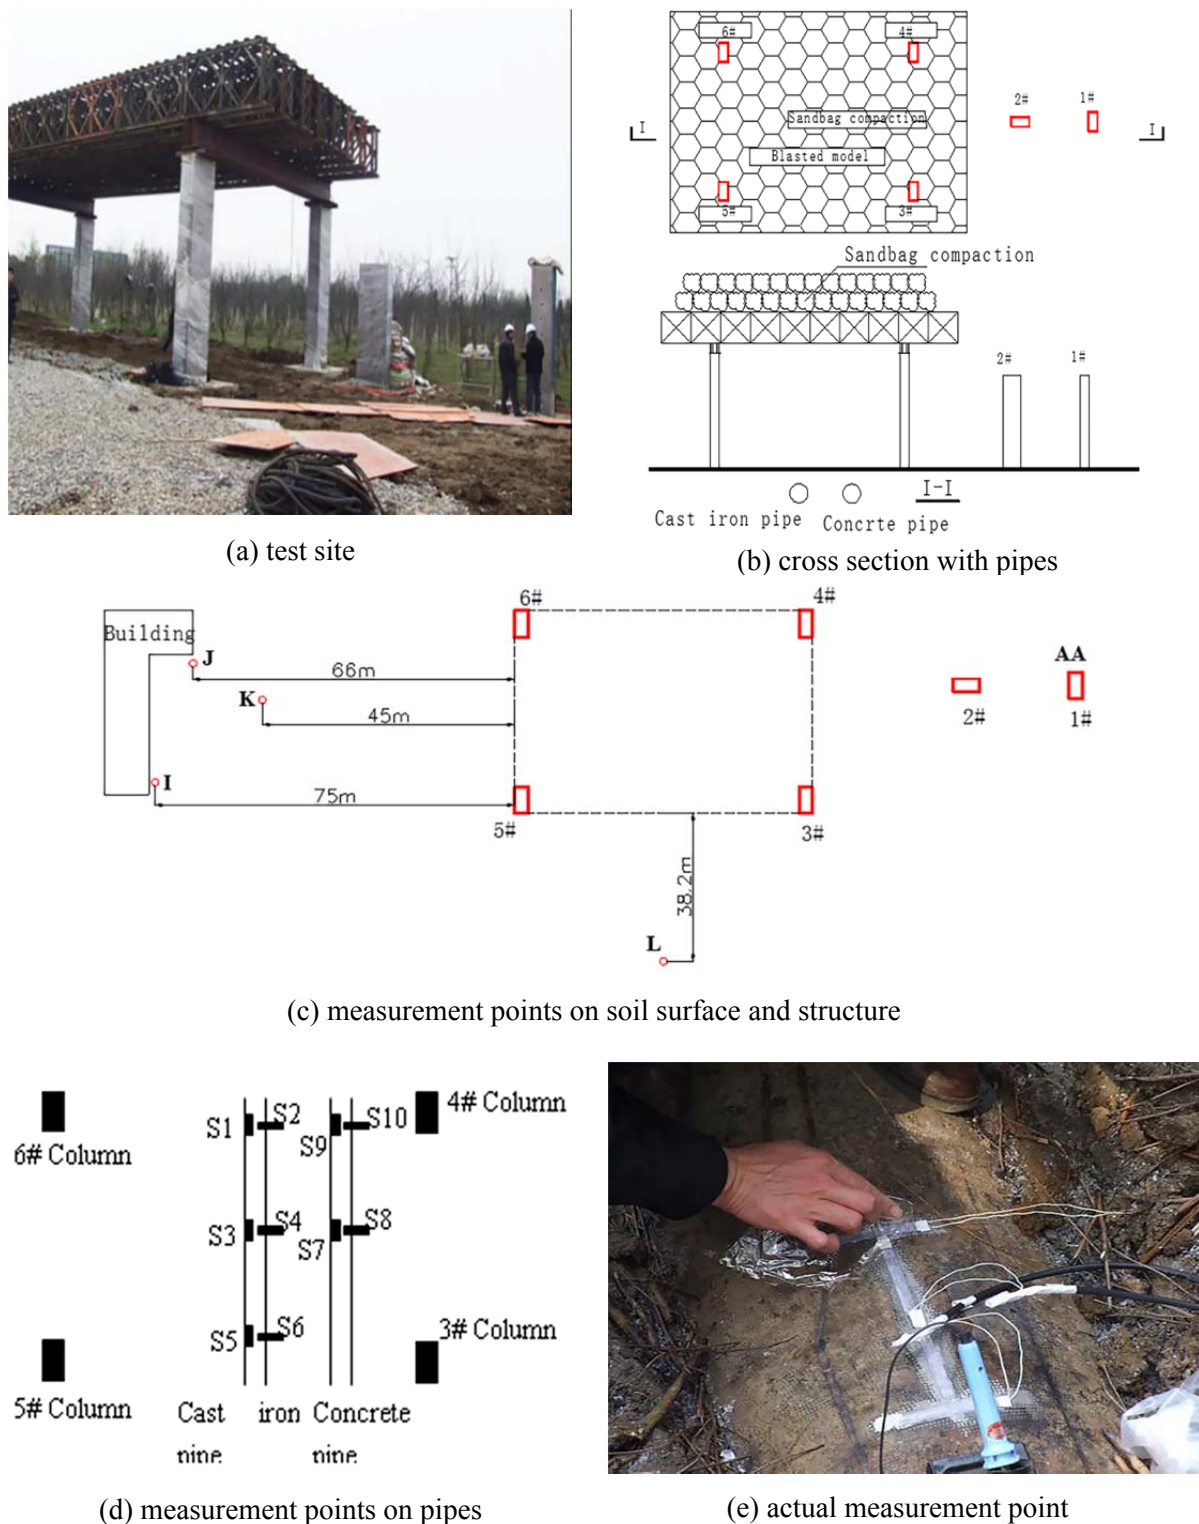 6#
4#
2#
1#
Sandbag compaction
I
I
Blasted model
5#
3#
Sandbag compaction
2#
1#
I-I
Cast iron pipe
Concrte pipe
(a) test site
(b) cross section with pipes
6#
4#
Building
J
66m
AA
K
45m
2#
1#
I
75m
5#
3#
38.2m
L
(c) measurement points on soil surface and structure
4# Column
S1
S2
S9
S10
6# Column
S3
S4
S7
S8
S5
S6
3# Column
5# Column
Cast iron Concrete
pipe pipe
(d) measurement points on pipes
(e) actual measurement point